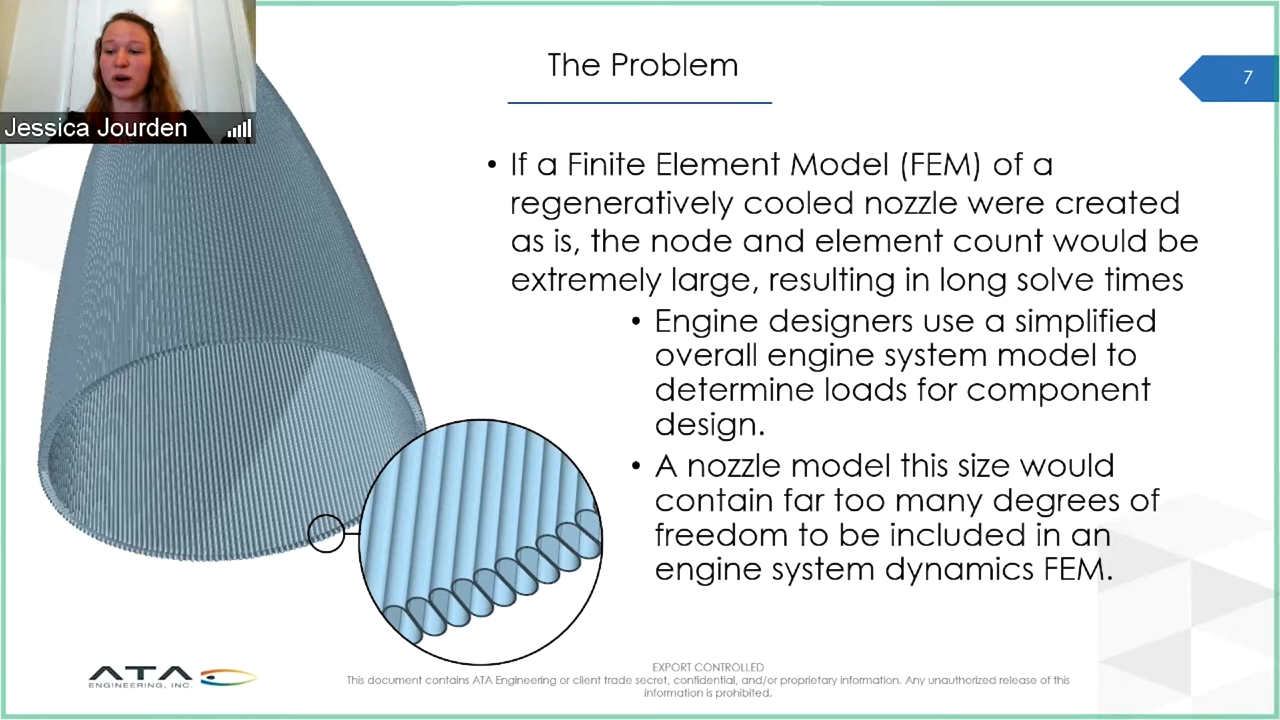 Jessica Jourden
The Problem
7
• If a Finite Element Model (FEM) of a
regeneratively cooled nozzle were created
as is, the node and element count would be
extremely large, resulting in long solve times
• Engine designers use a simplified
overall engine system model to
determine loads for component
design.
• A nozzle model this size would
contain far too many degrees of
freedom to be included in an
engine system dynamics FEM.
ATA
ENGINEERING, INC.
EXPORT CONTROLLED
This document contains ATA Engineering or client trade secret, confidential, and/or proprietary information. Any unauthorized release of this
information is prohibited.